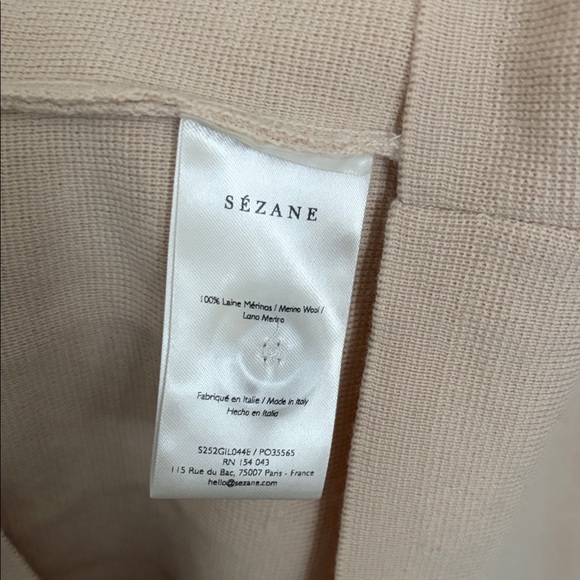 SÉZANE
100% Laine Mérinos / Merino Wool /
Lana Merino
Fabriqué en Italie / Made in Italy
Hecho en Italia
S252GIL044E / PO35565
RN 154 043
115 Rue du Bac, 75007 Paris - France
hello@sezane.com